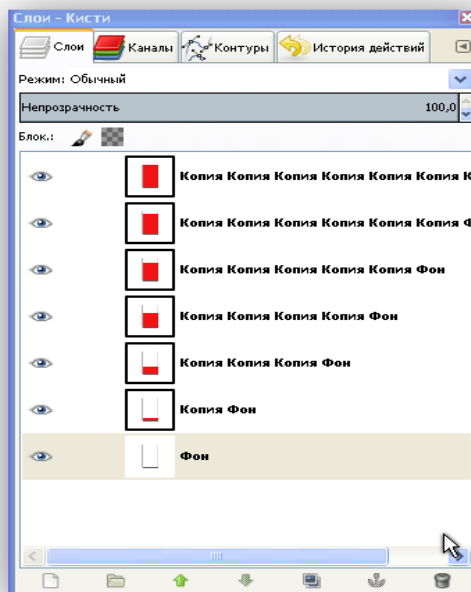 Слои - Кисти
Слои Каналы Контуры История действий
Режим: Обычный
Непрозрачность 100,0
Блок.:
Копия Копия Копия Копия Копия Копия
Копия Копия Копия Копия Копия Копия
Копия Копия Копия Копия Копия Фон
Копия Копия Копия Копия Фон
Копия Копия Копия Фон
Копия Фон
Фон